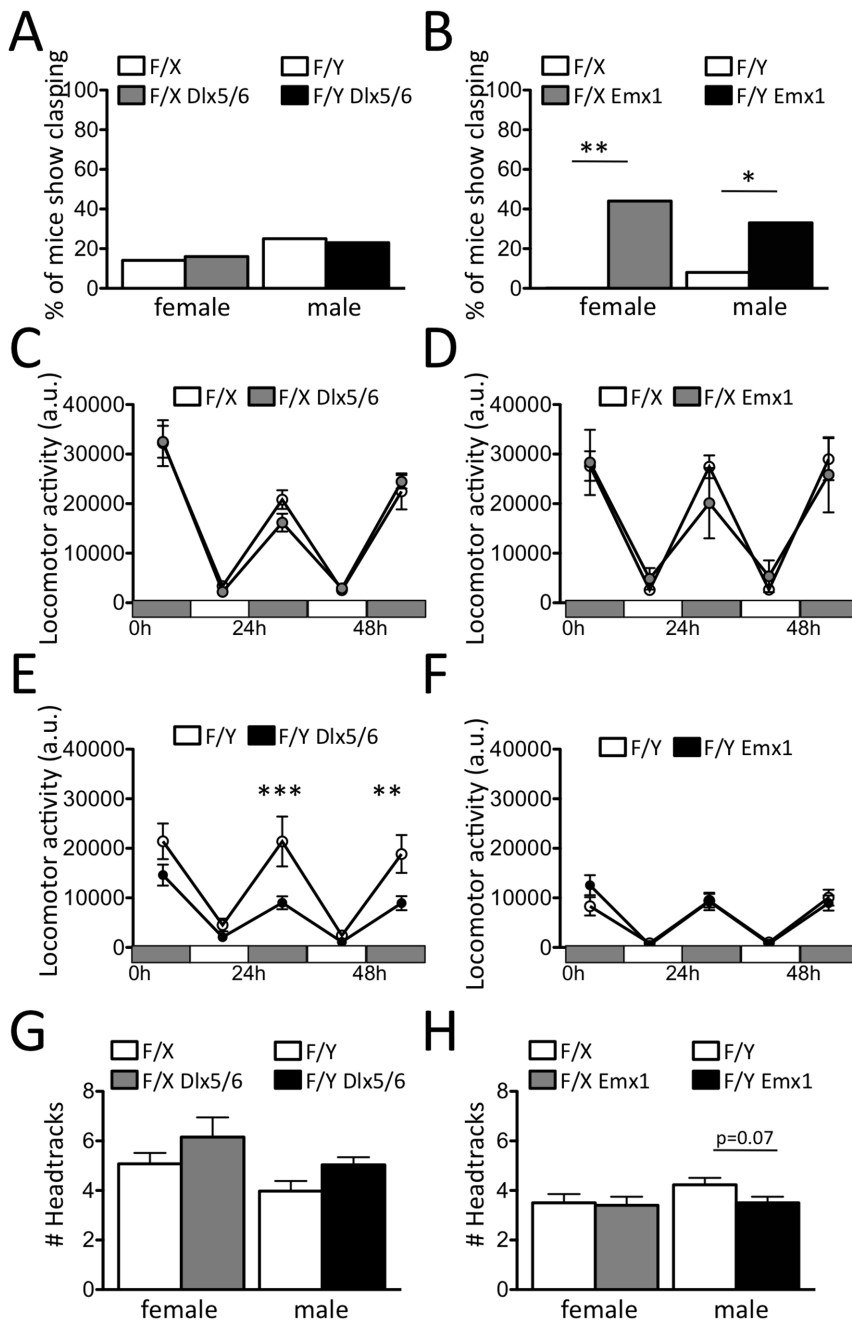 A
F/X
F/Y
F/X Dlx5/6
F/Y Dlx5/6
% of mice show clasping
100
80
60
40
20
0
female
male
B
F/X
F/Y
F/X Emx1
F/Y Emx1
% of mice show clasping
100
80
60
40
20
0
**
*
female
male
C
F/X
F/X Dlx5/6
Locomotor activity (a.u.)
40000
30000
20000
10000
0
0h
24h
48h
D
F/X
F/X Emx1
Locomotor activity (a.u.)
40000
30000
20000
10000
0
0h
24h
48h
E
F/Y
F/Y Dlx5/6
Locomotor activity (a.u.)
40000
30000
20000
10000
0
***
**
0h
24h
48h
F
F/Y
F/Y Emx1
Locomotor activity (a.u.)
40000
30000
20000
10000
0
0h
24h
48h
G
F/X
F/Y
F/X Dlx5/6
F/Y Dlx5/6
# Headtracks
8
6
4
2
0
female
male
H
F/X
F/Y
F/X Emx1
F/Y Emx1
# Headtracks
8
6
4
2
0
p=0.07
female
male